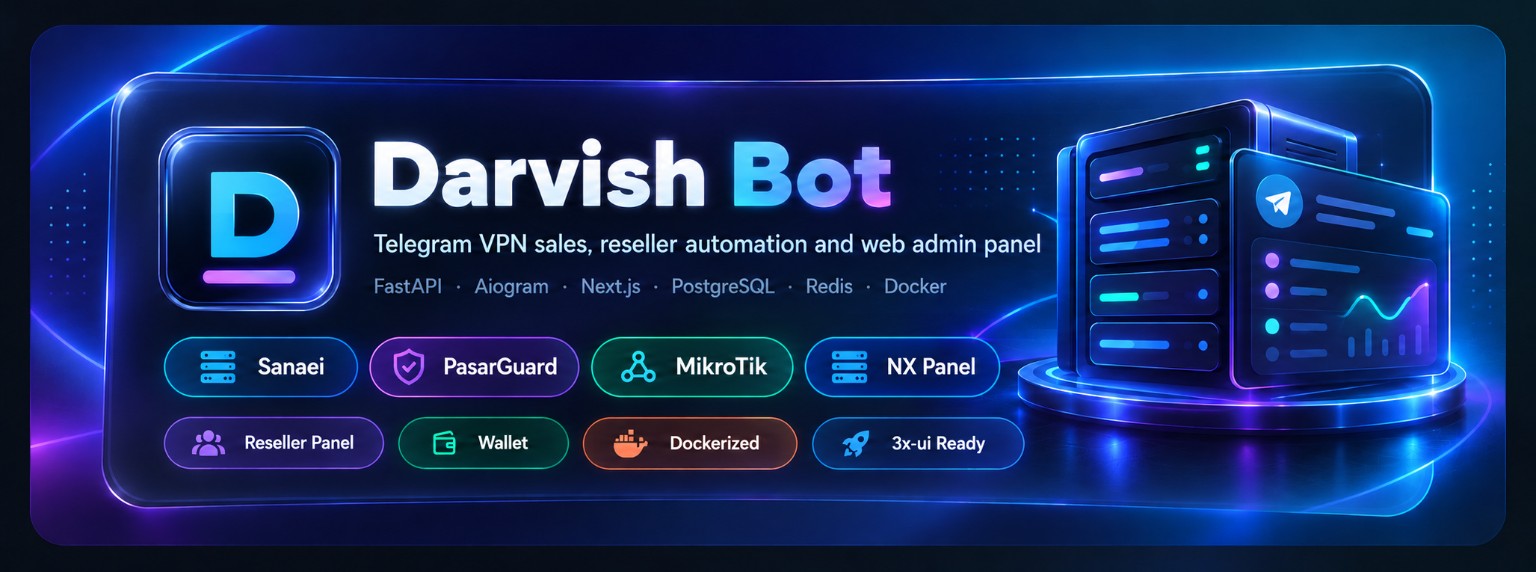 D
Darvish Bot
Telegram VPN sales, reseller automation and web admin panel
FastAPI · Aiogram · Next.js · PostgreSQL · Redis · Docker
Sanaei PasarGuard MikroTik NX Panel
Reseller Panel Wallet Dockerized 3x-ui Ready